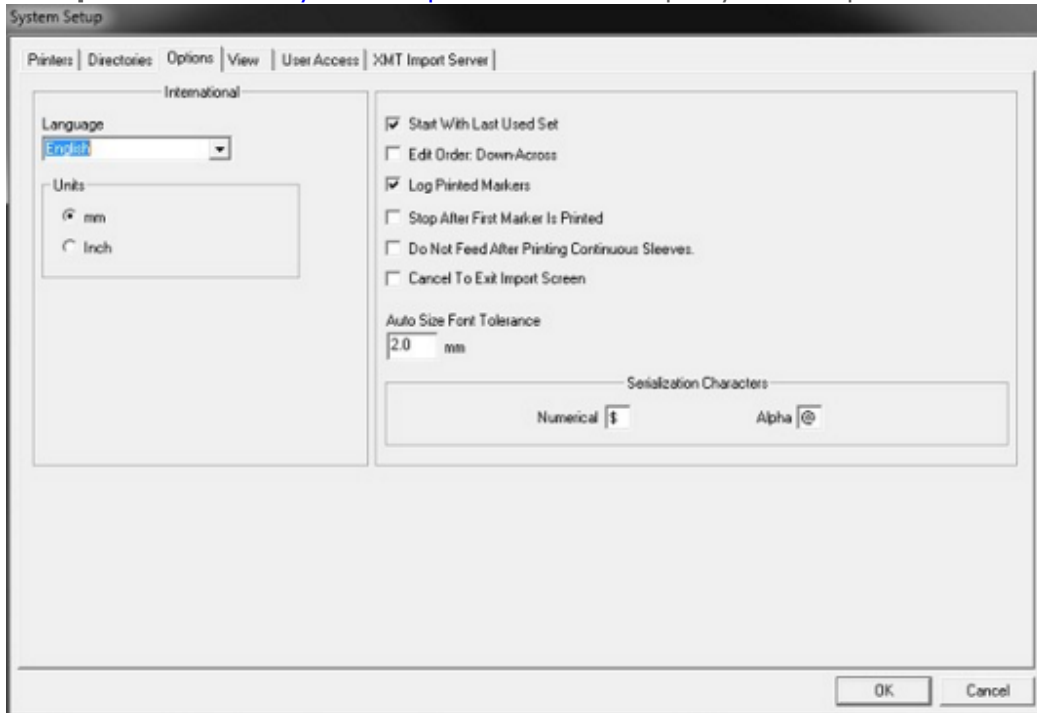 System Setup
Printers
Directories
Options
View
User Access
XMT Import Server
International
Language
English
Units
mm
Inch
Start With Last Used Set
Edit Order: Down-Across
Log Printed Markers
Stop After First Marker Is Printed
Do Not Feed After Printing Continuous Sleeves.
Cancel To Exit Import Screen
Auto Size Font Tolerance
2.0 mm
Serialization Characters
Numerical $ Alpha @
OK Cancel